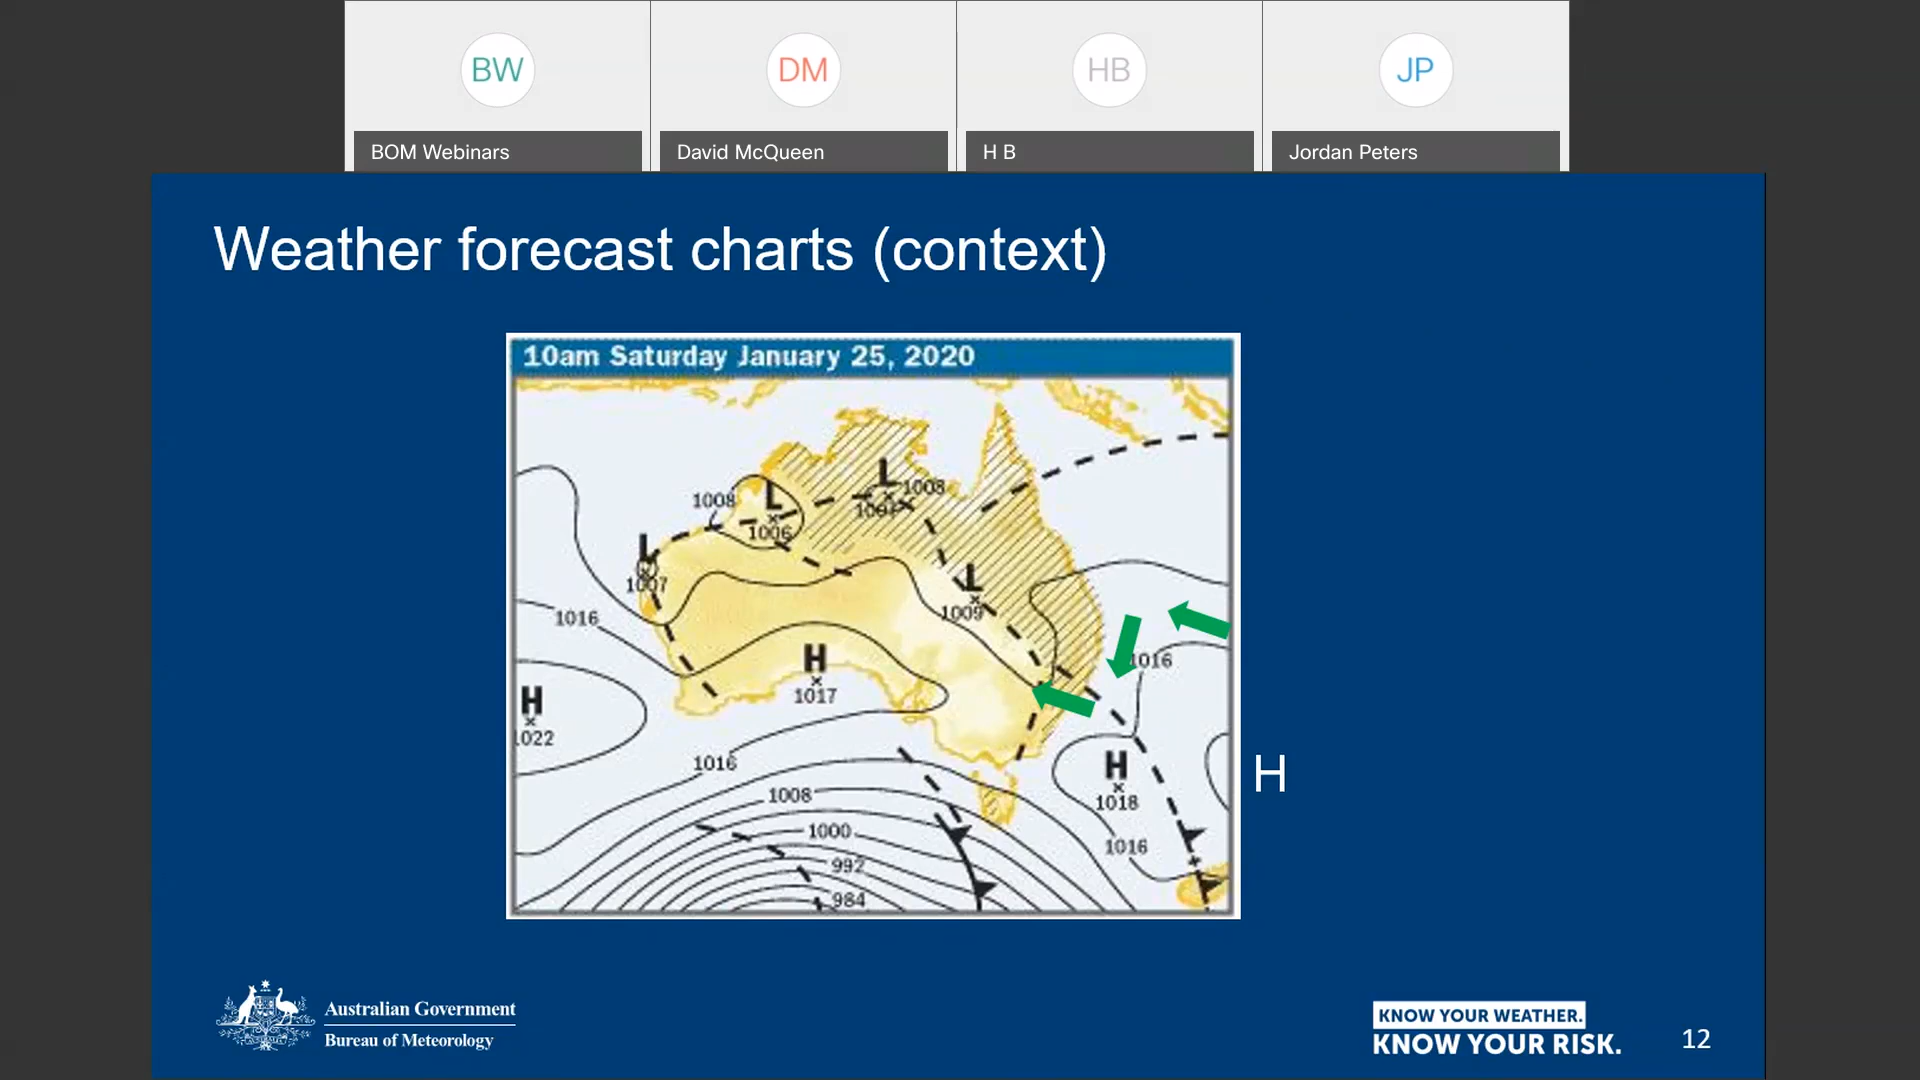 BW
DM
HB
JP
BOM Webinars
David McQueen
H B
Jordan Peters
Weather forecast charts (context)
10am Saturday January 25, 2020
L
1008
L
1008
L
1006
L
1007
1016
L
1009
1016
H
1017
H
1022
1016
1008
1000
992
984
H
1018
1016
H
Australian Government
Bureau of Meteorology
KNOW YOUR WEATHER.
KNOW YOUR RISK.
12